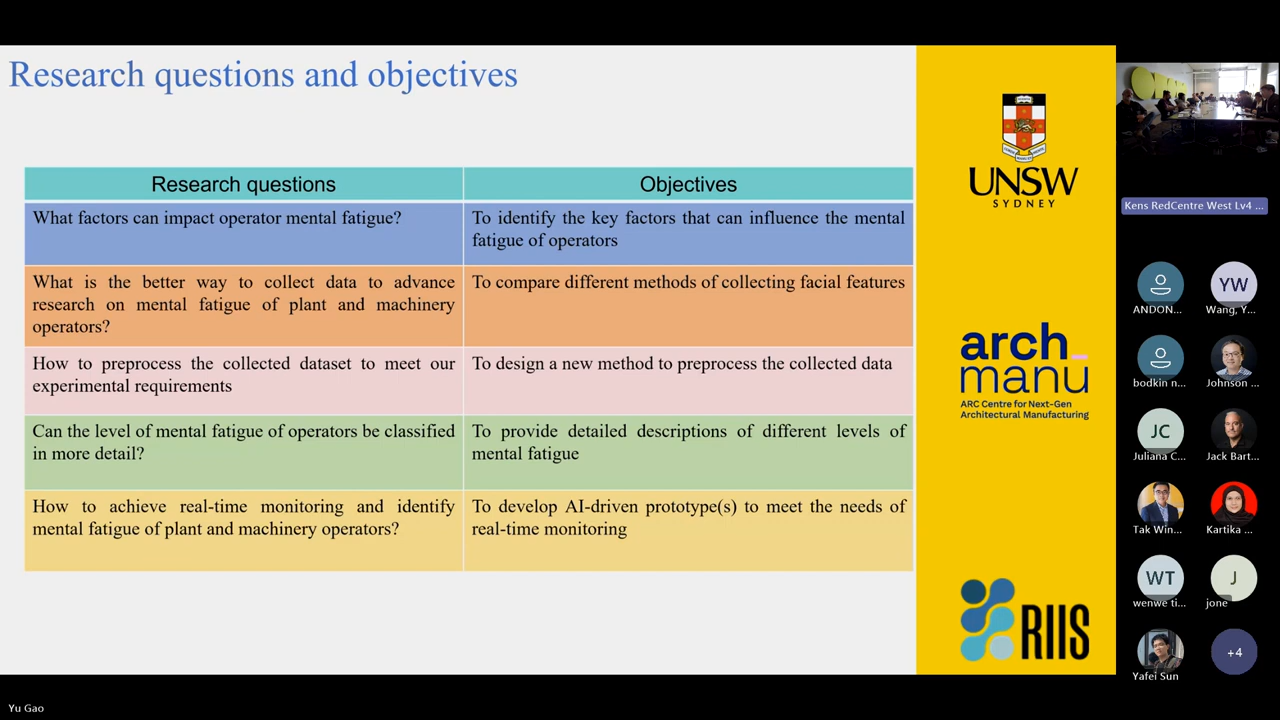 Research questions and objectives
Research questions
Objectives
What factors can impact operator mental fatigue?
To identify the key factors that can influence the mental
fatigue of operators
What is the better way to collect data to advance
research on mental fatigue of plant and machinery
operators?
To compare different methods of collecting facial features
How to preprocess the collected dataset to meet our
experimental requirements
To design a new method to preprocess the collected data
Can the level of mental fatigue of operators be classified
in more detail?
To provide detailed descriptions of different levels of
mental fatigue
How to achieve real-time monitoring and identify
mental fatigue of plant and machinery operators?
To develop AI-driven prototype(s) to meet the needs of
real-time monitoring
UNSW
SYDNEY
arch_
manu
ARC Centre for Next-Gen
Architectural Manufacturing
RIIS
Kens RedCentre West Lv4 ...
ANDON...
YW
Wang, Y...
bodkin n...
Johnson ...
JC
Juliana C...
Jack Bart...
Tak Win...
Kartika ...
WT
wenwe ti...
J
jone
Yafei Sun
+4
Yu Gao